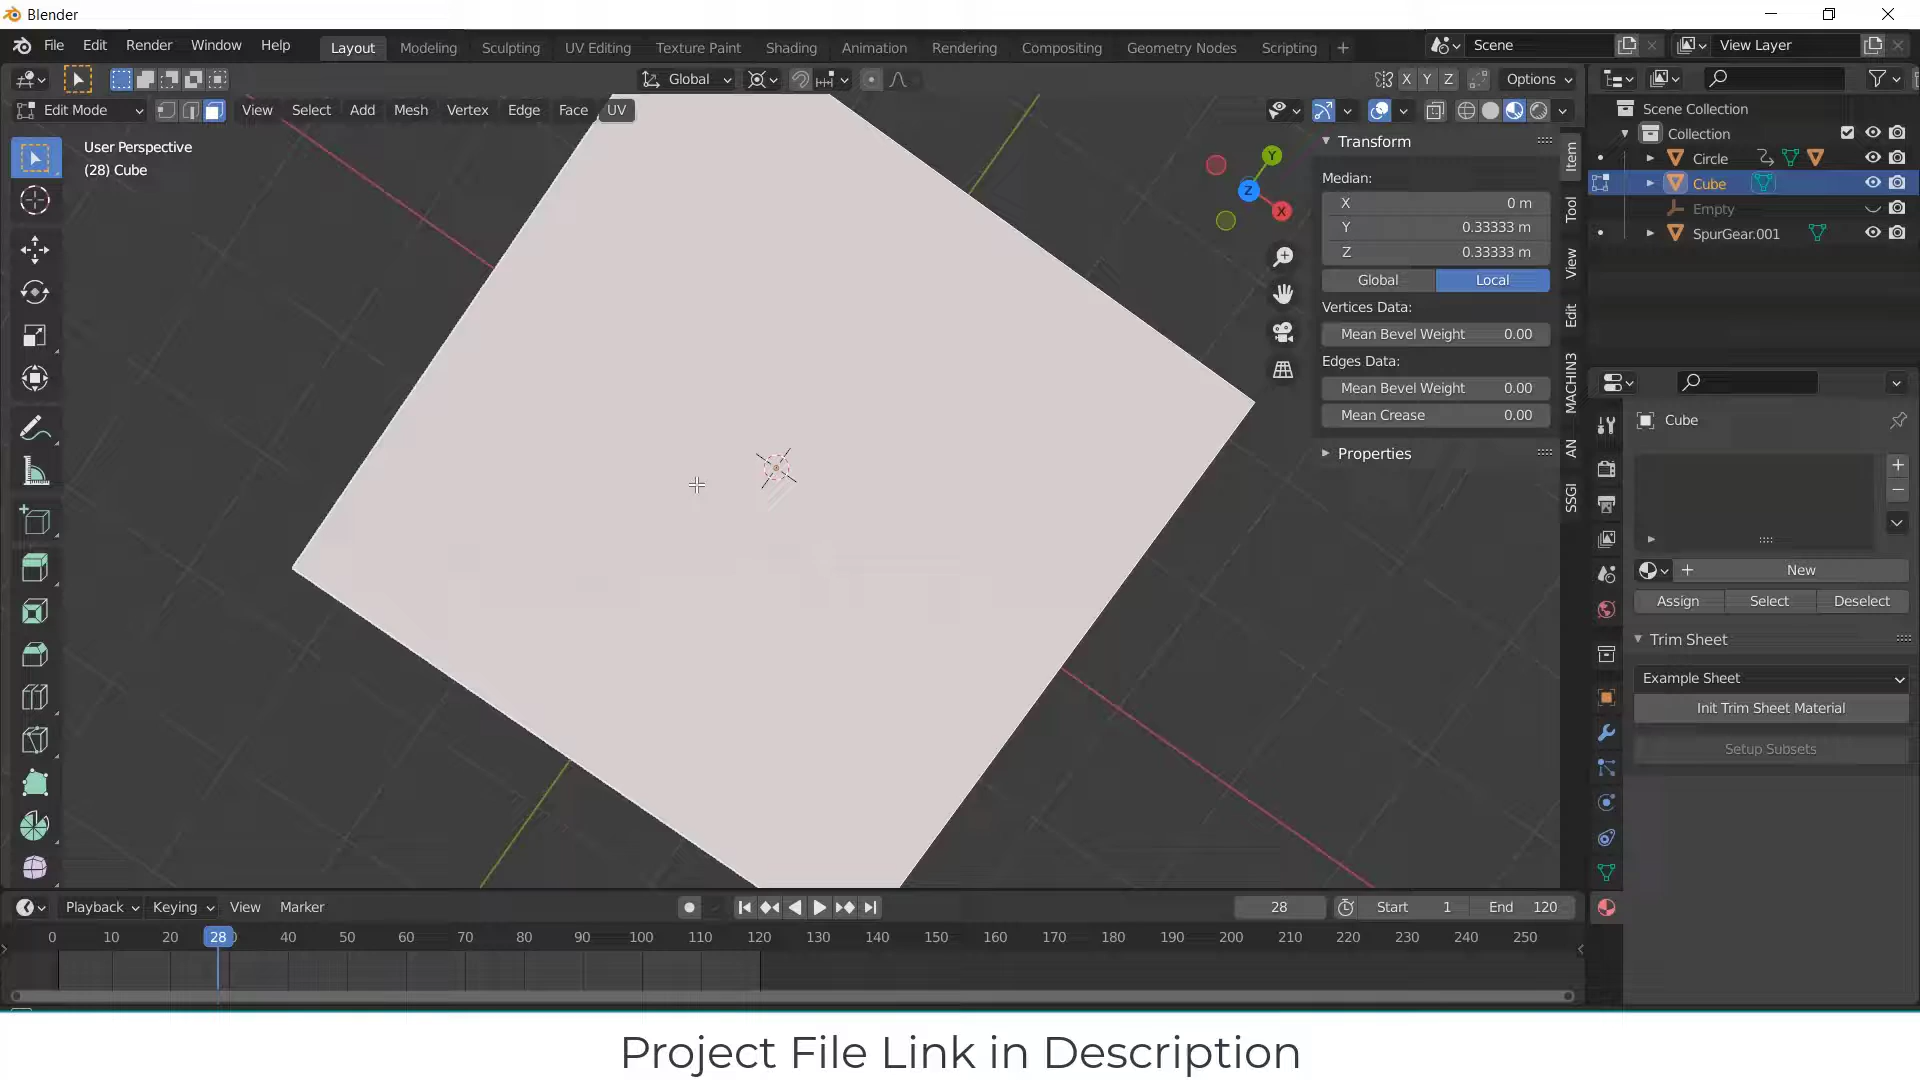 Blender
File Edit Render Window Help Layout Modeling Sculpting UV Editing Texture Paint Shading Animation Rendering Compositing Geometry Nodes Scripting + Scene View Layer
Global X Y Z Options
Edit Mode View Select Add Mesh Vertex Edge Face UV
User Perspective
(28) Cube
Y
Z
X
Transform
Median:
X 0 m
Y 0.33333 m
Z 0.33333 m
Global Local
Vertices Data:
Mean Bevel Weight 0.00
Edges Data:
Mean Bevel Weight 0.00
Mean Crease 0.00
Properties
Item
Tool
View
Edit
MACHIN3
AN
SSGI
Scene Collection
Collection
Circle
Cube
Empty
SpurGear.001
Cube
New
Assign Select Deselect
Trim Sheet
Example Sheet
Init Trim Sheet Material
Setup Subsets
Playback Keying View Marker 28 Start 1 End 120
0 10 20 28 40 50 60 70 80 90 100 110 120 130 140 150 160 170 180 190 200 210 220 230 240 250
Project File Link in Description